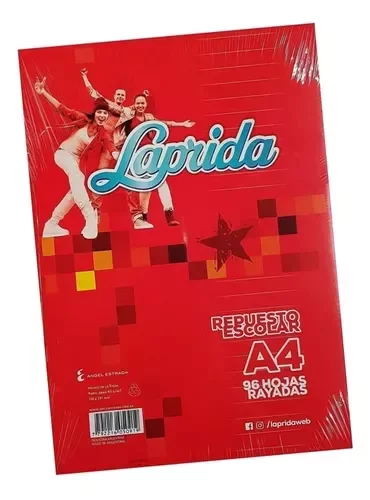 Laprida
REPUESTO
ESCOLAR
A4
96 HOJAS
RAYADAS
ANGEL ESTRADA
/lapridaweb